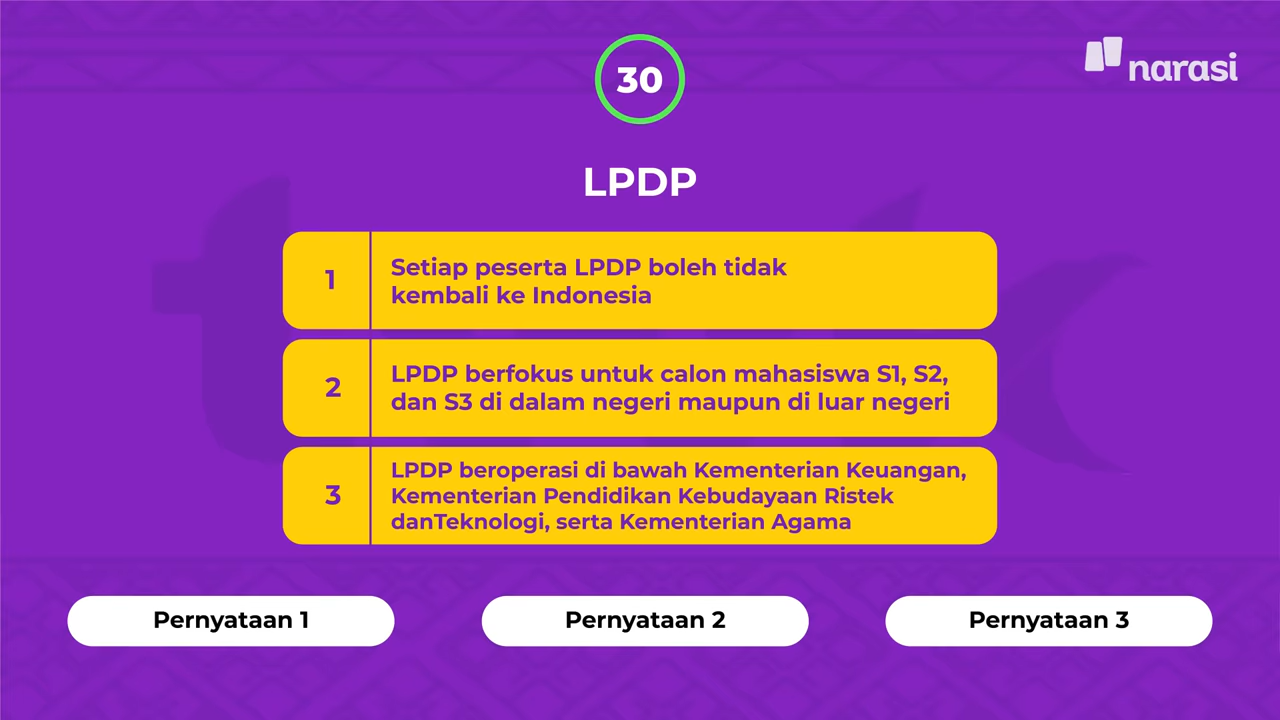 30
narasi
LPDP
1
Setiap peserta LPDP boleh tidak
kembali ke Indonesia
2
LPDP berfokus untuk calon mahasiswa S1, S2,
dan S3 di dalam negeri maupun di luar negeri
3
LPDP beroperasi di bawah Kementerian Keuangan,
Kementerian Pendidikan Kebudayaan Ristek
danTeknologi, serta Kementerian Agama
Pernyataan 1
Pernyataan 2
Pernyataan 3